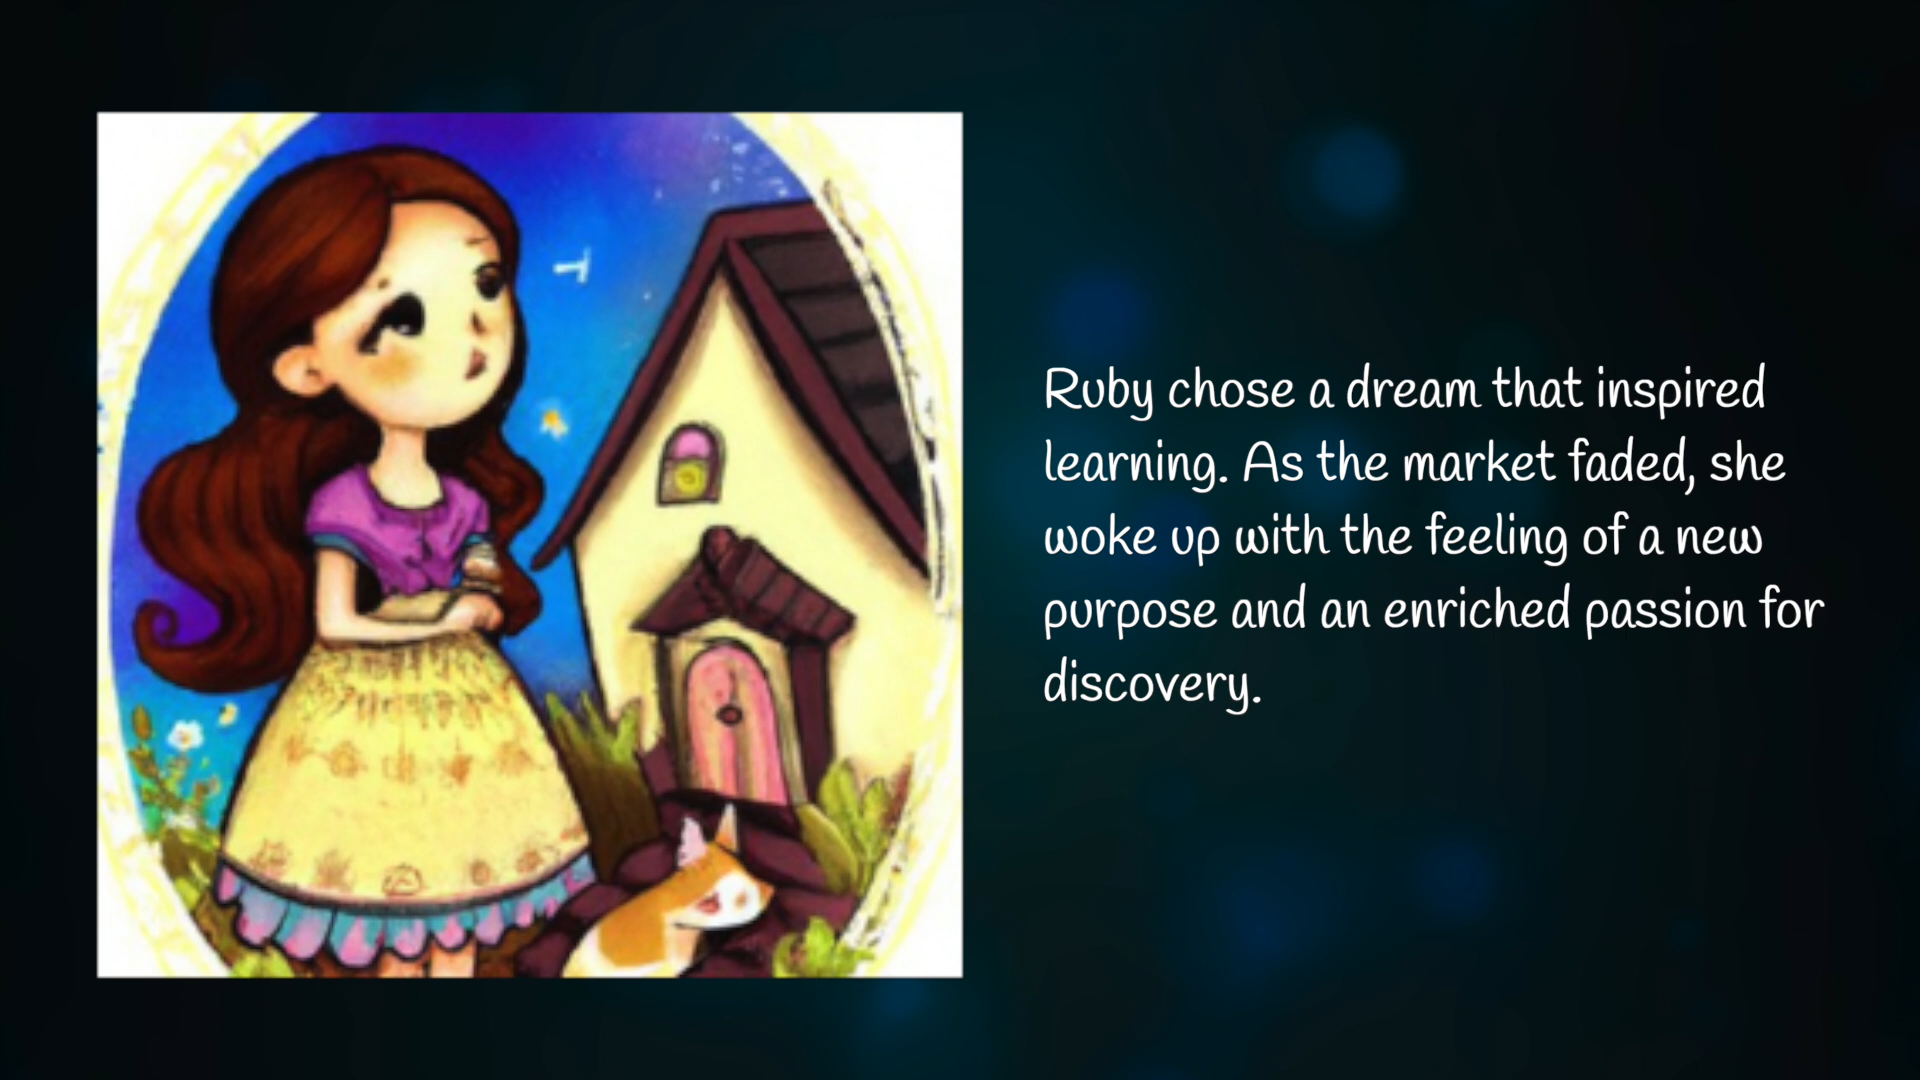 Ruby chose a dream that inspired
learning. As the market faded, she
woke up with the feeling of a new
purpose and an enriched passion for
discovery.